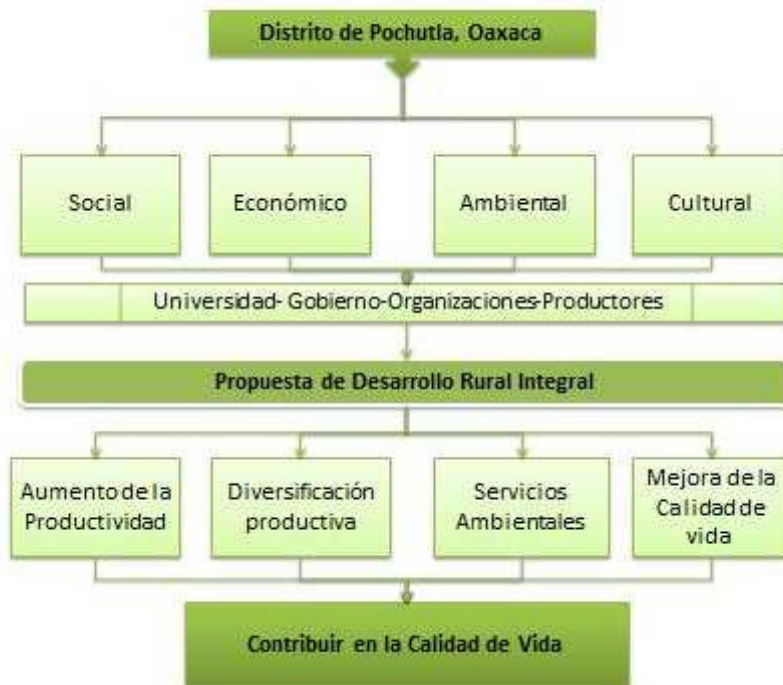 Distrito de Pochutla, Oaxaca
Social
Económico
Ambiental
Cultural
Universidad- Gobierno-Organizaciones-Productores
Propuesta de Desarrollo Rural Integral
Aumento de la
Productividad
Diversificación
productiva
Servicios
Ambientales
Mejora de la
Calidad de
vida
Contribuir en la Calidad de Vida